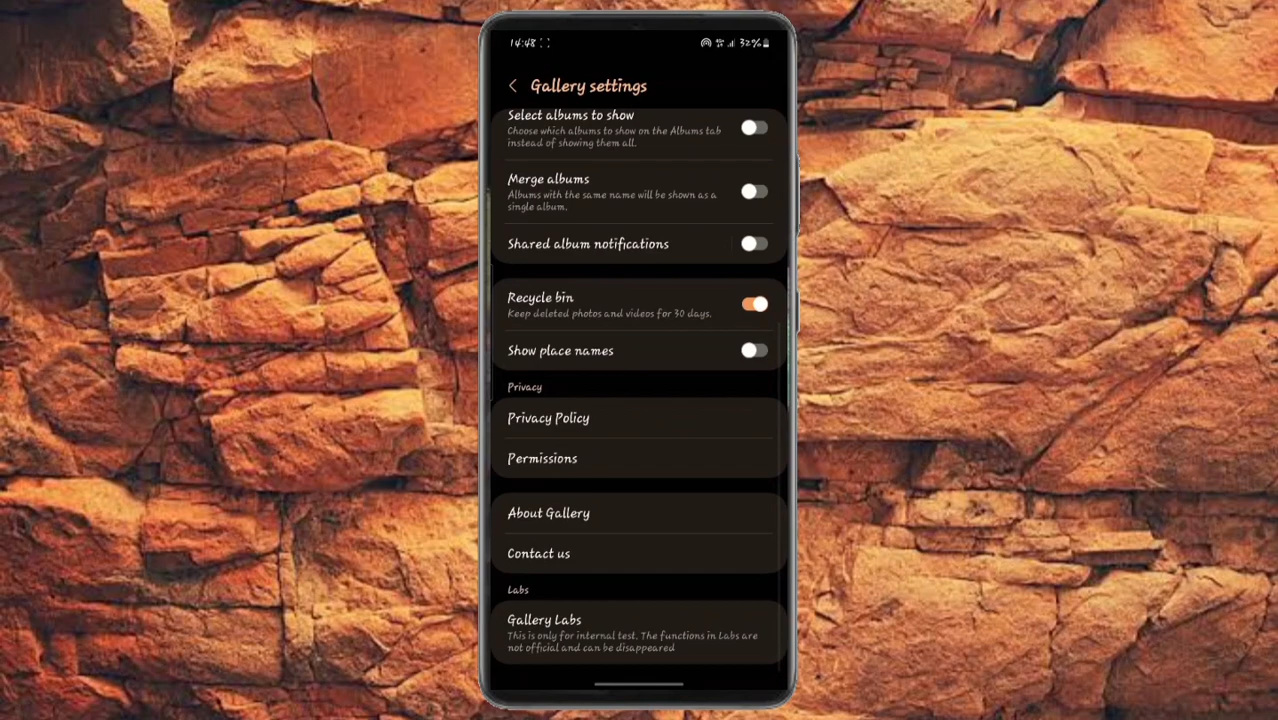 14:48
32%
Gallery settings
Select albums to show
Choose which albums to show on the Albums tab
instead of showing them all.
Merge albums
Albums with the same name will be shown as a
single album.
Shared album notifications
Recycle bin
Keep deleted photos and videos for 30 days.
Show place names
Privacy
Privacy Policy
Permissions
About Gallery
Contact us
Labs
Gallery Labs
This is only for internal test. The functions in Labs are
not official and can be disappeared